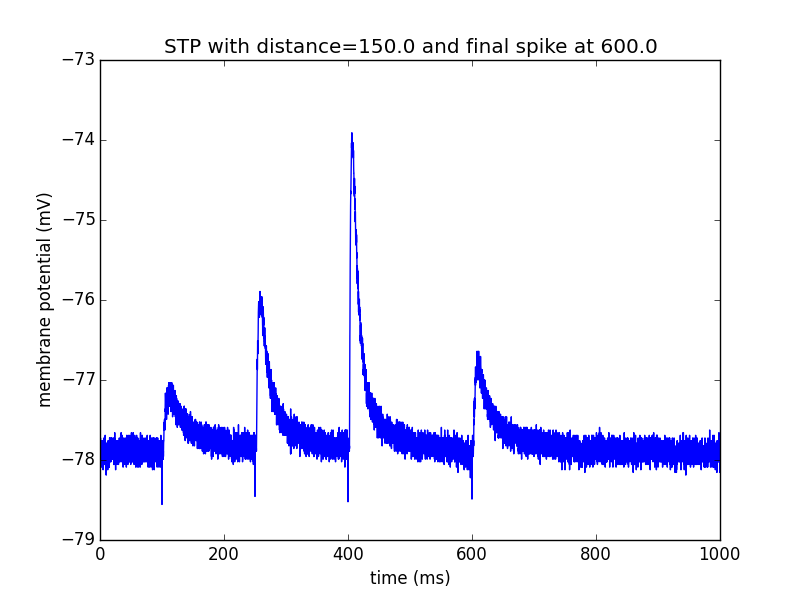 STP with distance=150.0 and final spike at 600.0
−73
−74
−75
−76
−77
−78
−79
membrane potential (mV)
0 200 400 600 800 1000
time (ms)